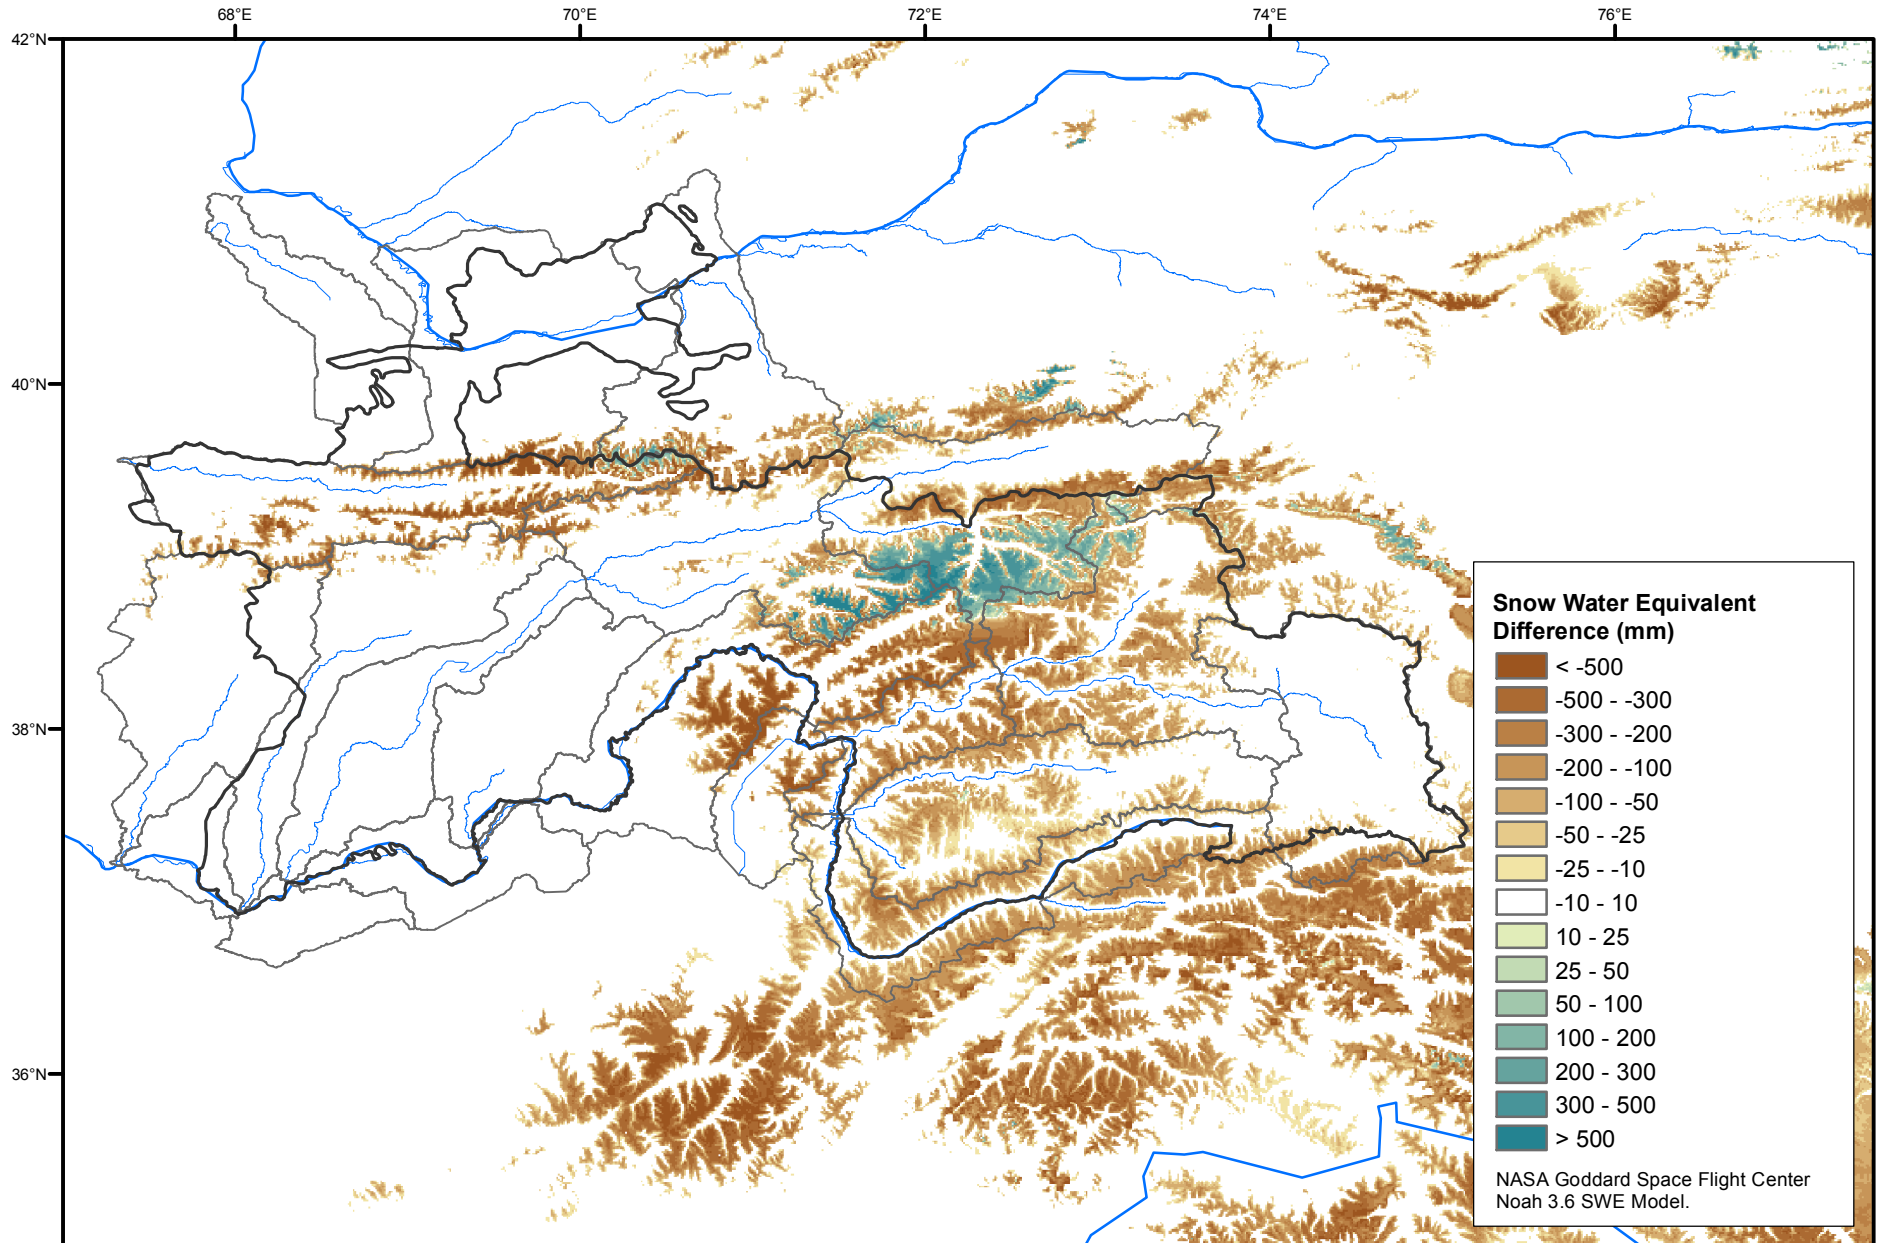 68°E
70°E
72°E
74°E
76°E
42°N
40°N
38°N
36°N
Snow Water Equivalent
Difference (mm)
< -500
-500 - -300
-300 - -200
-200 - -100
-100 - -50
-50 - -25
-25 - -10
-10 - 10
10 - 25
25 - 50
50 - 100
100 - 200
200 - 300
300 - 500
> 500
NASA Goddard Space Flight Center
Noah 3.6 SWE Model.